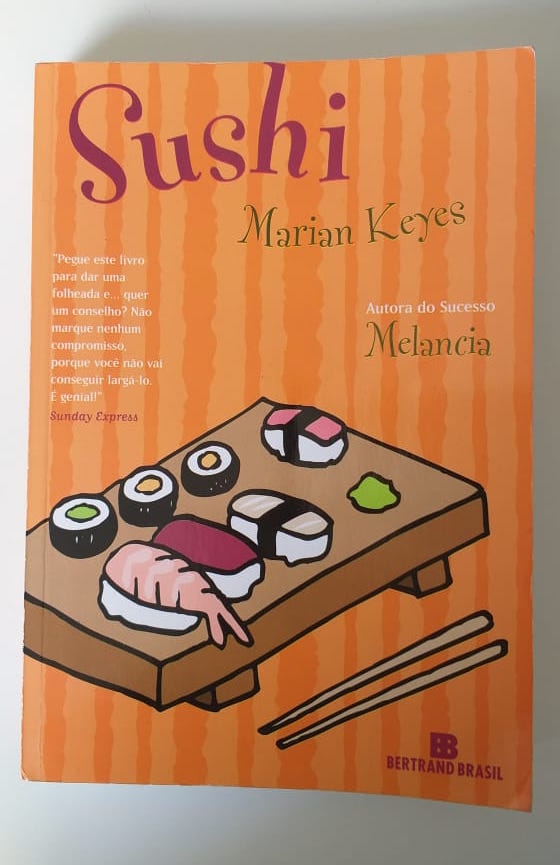 Sushi
Marian Keyes
"Pegue este livro
para dar uma
folheada e... quer
um conselho? Não
marque nenhum
compromisso,
porque você não vai
conseguir largá-lo.
É genial!"
Sunday Express
Autora do Sucesso
Melancia
BB
BERTRAND BRASIL